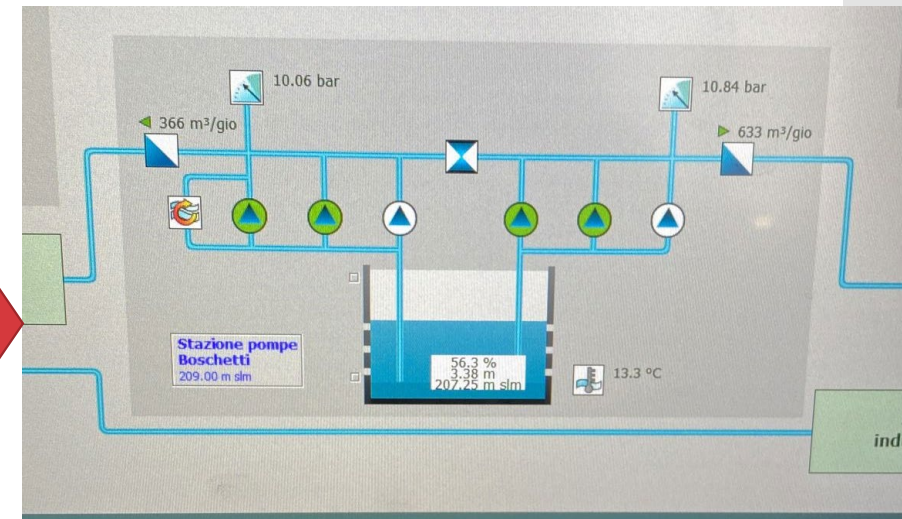 10.06 bar
10.84 bar
366 m³/gio
633 m³/gio
Stazione pompe
Boschetti
209.00 m slm
56.3 %
3.38 m
207.25 m slm
13.3 °C
ind